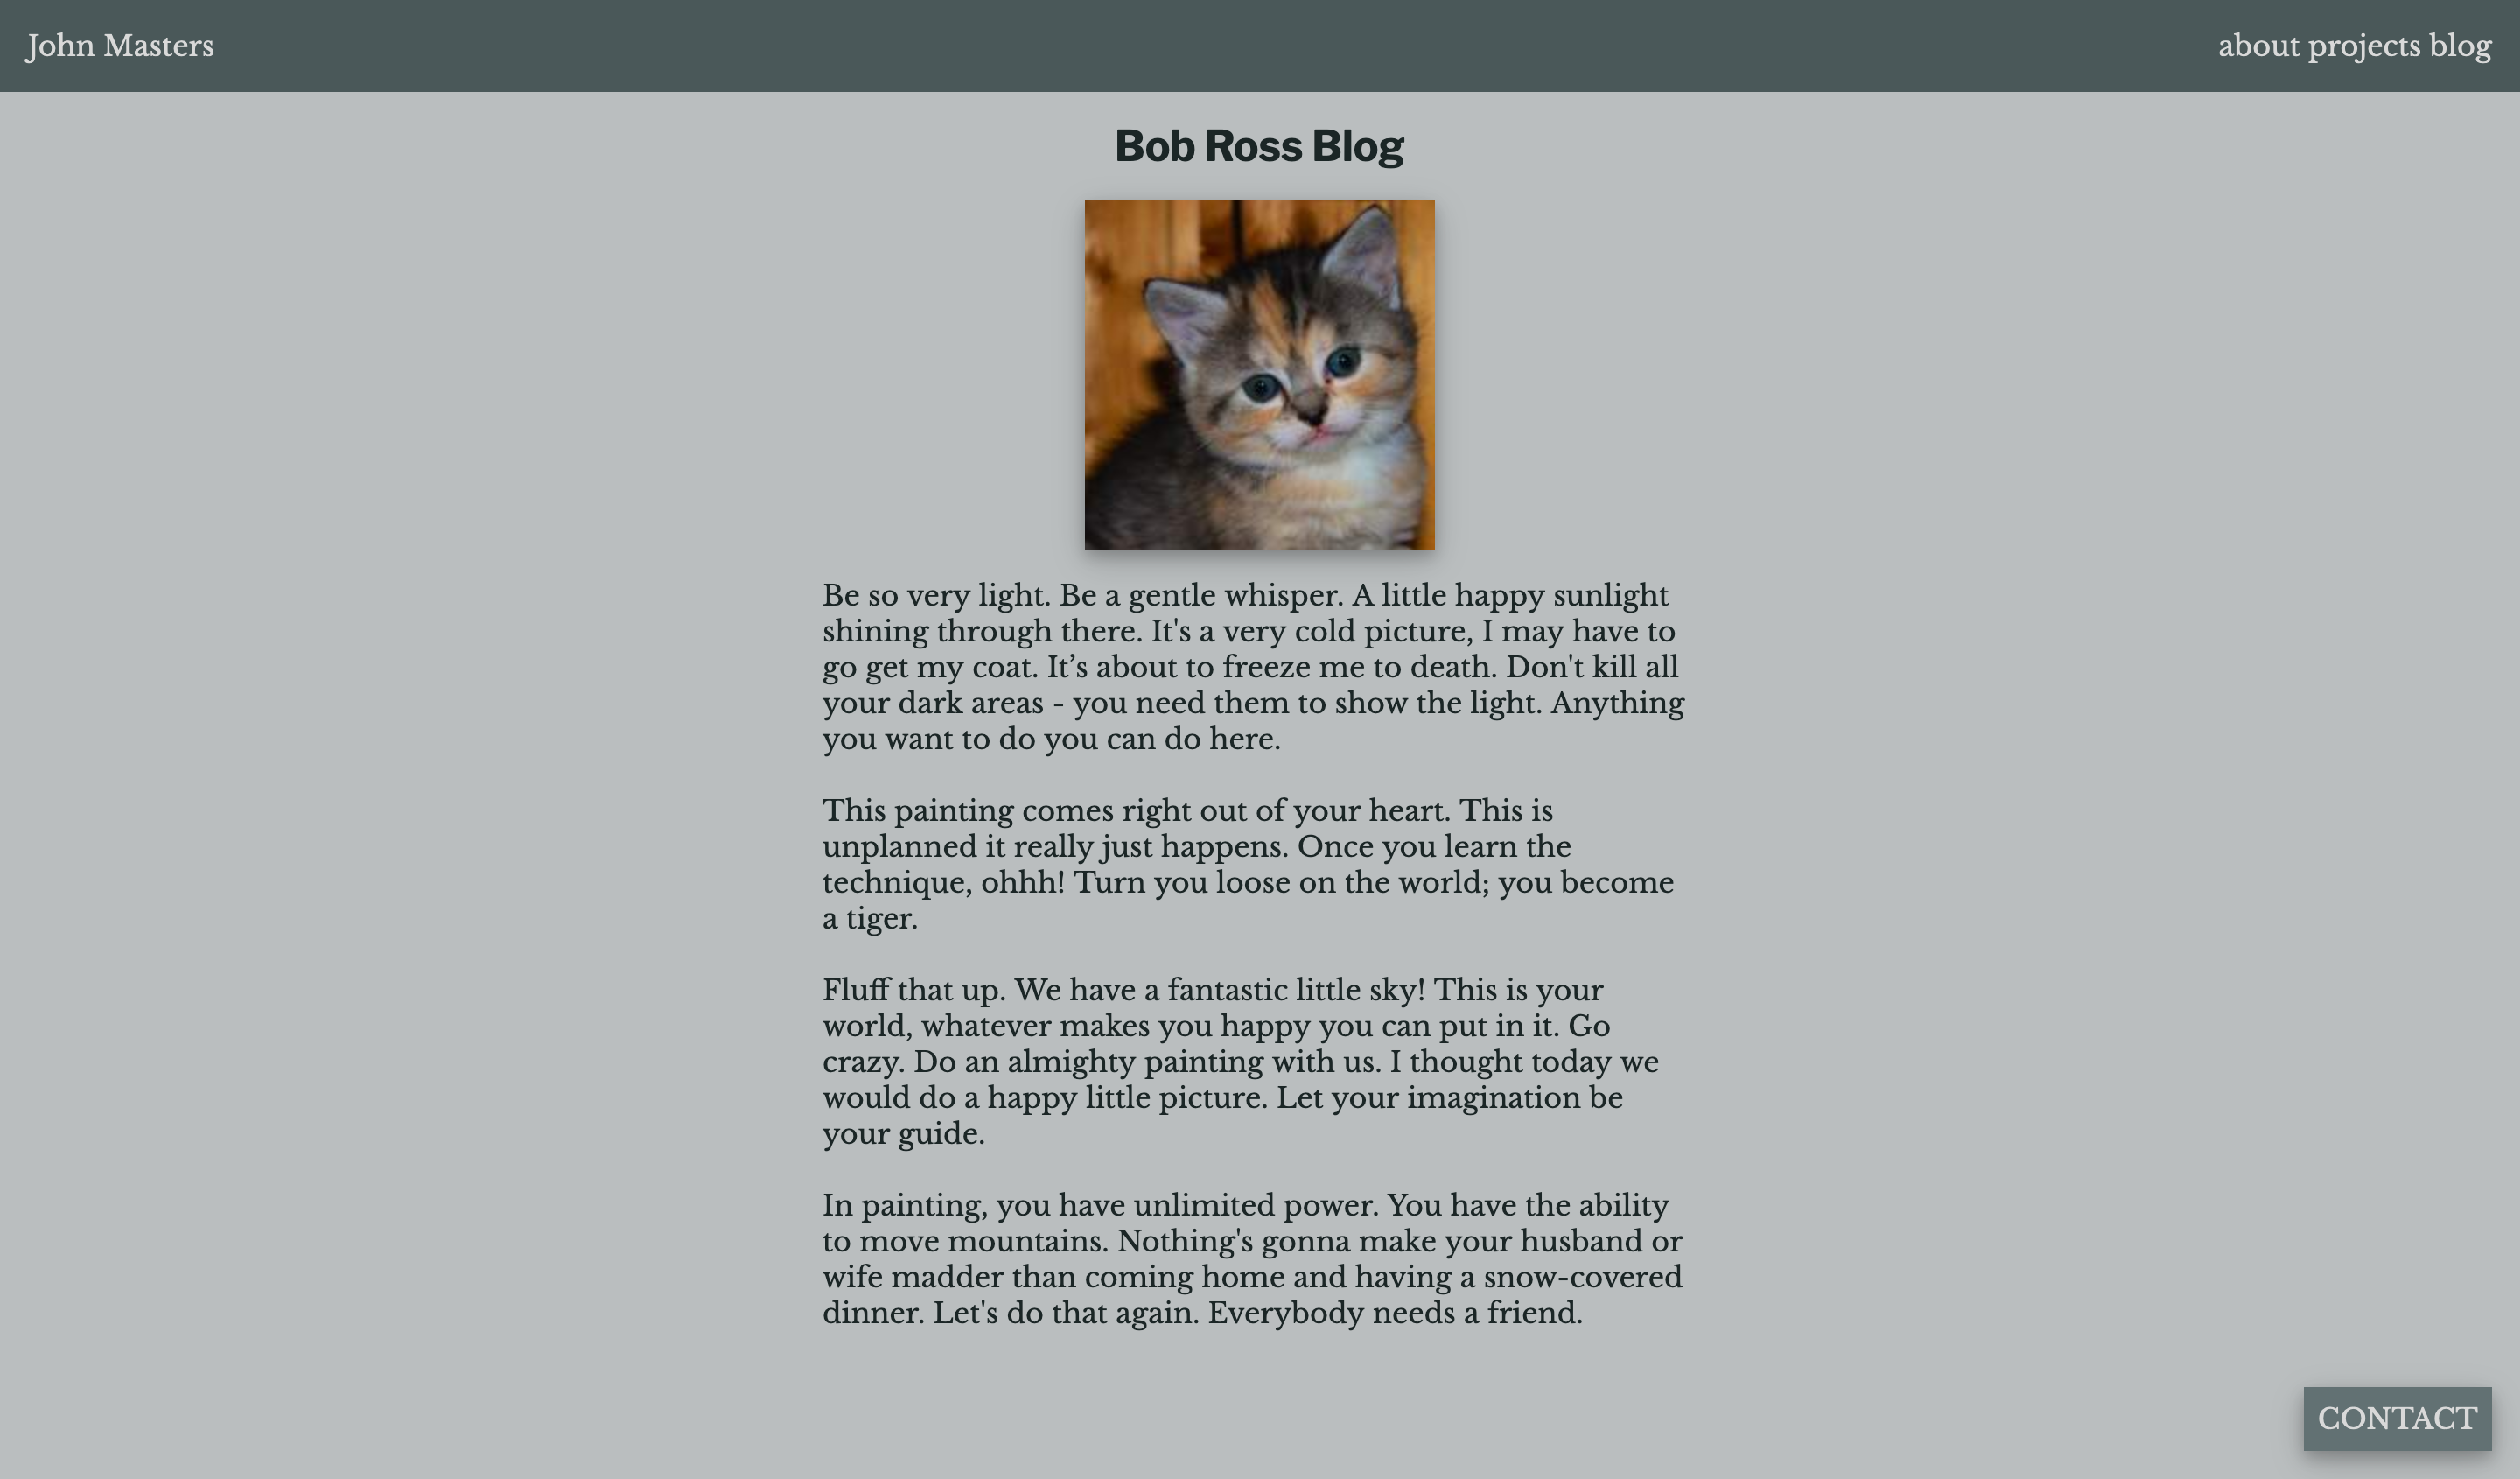 John Masters
about projects blog
Bob Ross Blog
Be so very light. Be a gentle whisper. A little happy sunlight
shining through there. It's a very cold picture, I may have to
go get my coat. It’s about to freeze me to death. Don't kill all
your dark areas - you need them to show the light. Anything
you want to do you can do here.
This painting comes right out of your heart. This is
unplanned it really just happens. Once you learn the
technique, ohhh! Turn you loose on the world; you become
a tiger.
Fluff that up. We have a fantastic little sky! This is your
world, whatever makes you happy you can put in it. Go
crazy. Do an almighty painting with us. I thought today we
would do a happy little picture. Let your imagination be
your guide.
In painting, you have unlimited power. You have the ability
to move mountains. Nothing's gonna make your husband or
wife madder than coming home and having a snow-covered
dinner. Let's do that again. Everybody needs a friend.
CONTACT